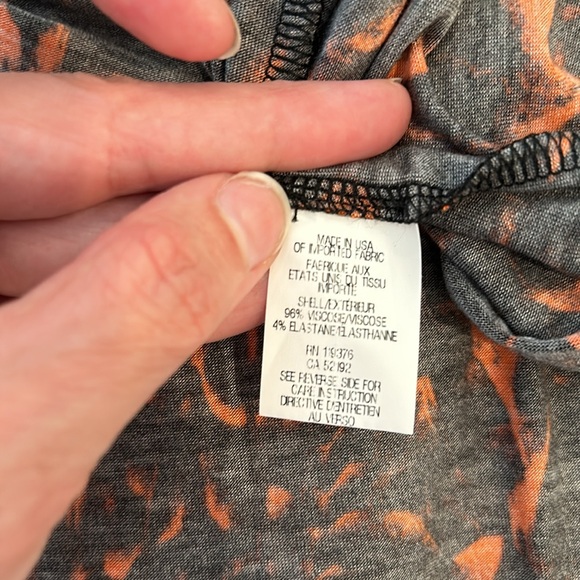 MADE IN USA
OF IMPORTED FABRIC
FABRIQUE AUX
ETATS UNIS DU TISSU
IMPORTE
SHELL/EXTÉRIEUR
96% VISCOSE/VISCOSE
4% ELASTANE/ELASTHANNE
RN 119376
CA 52192
SEE REVERSE SIDE FOR
CARE INSTRUCTION
DIRECTIVE D'ENTRETIEN
AU VERSO